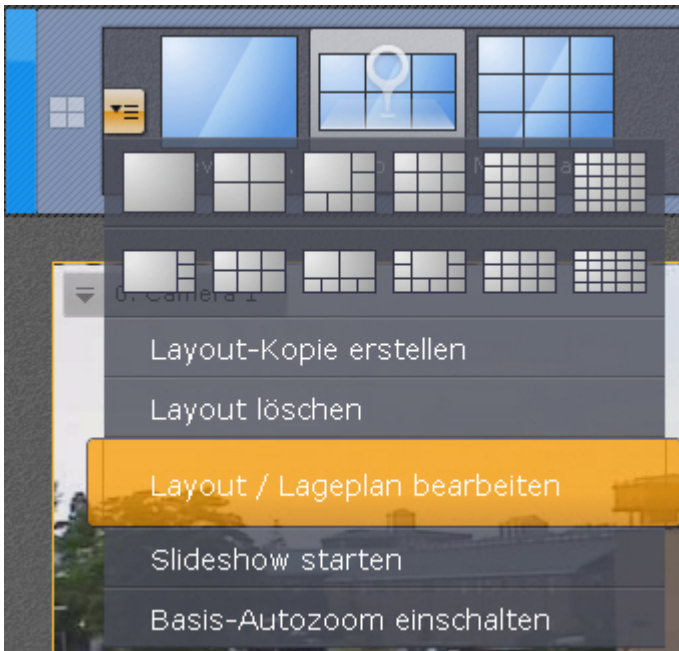 0. Camera 1
Layout-Kopie erstellen
Layout löschen
Layout / Lageplan bearbeiten
Slideshow starten
Basis-Autozoom einschalten